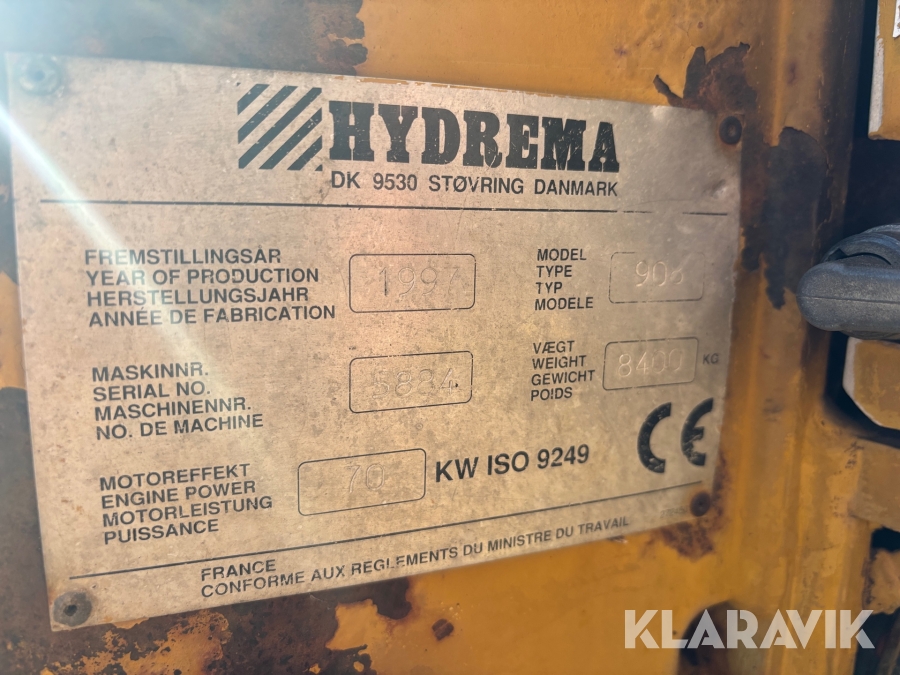 HYDREMA
DK 9530 STØVRING DANMARK
FREMSTILLINGSÅR
YEAR OF PRODUCTION
HERSTELLUNGSJAHR
ANNÉE DE FABRICATION
1997
MODEL
TYPE
TYP
MODELE
MASKINNR.
SERIAL NO.
MASCHINENNR.
NO. DE MACHINE
5884
VÆGT
WEIGHT
GEWICHT
POIDS
8400 KG
MOTOREFFEKT
ENGINE POWER
MOTORLEISTUNG
PUISSANCE
70 KW ISO 9249
CE
FRANCE
CONFORME AUX REGLEMENTS DU MINISTRE DU TRAVAIL
KLARAVIK